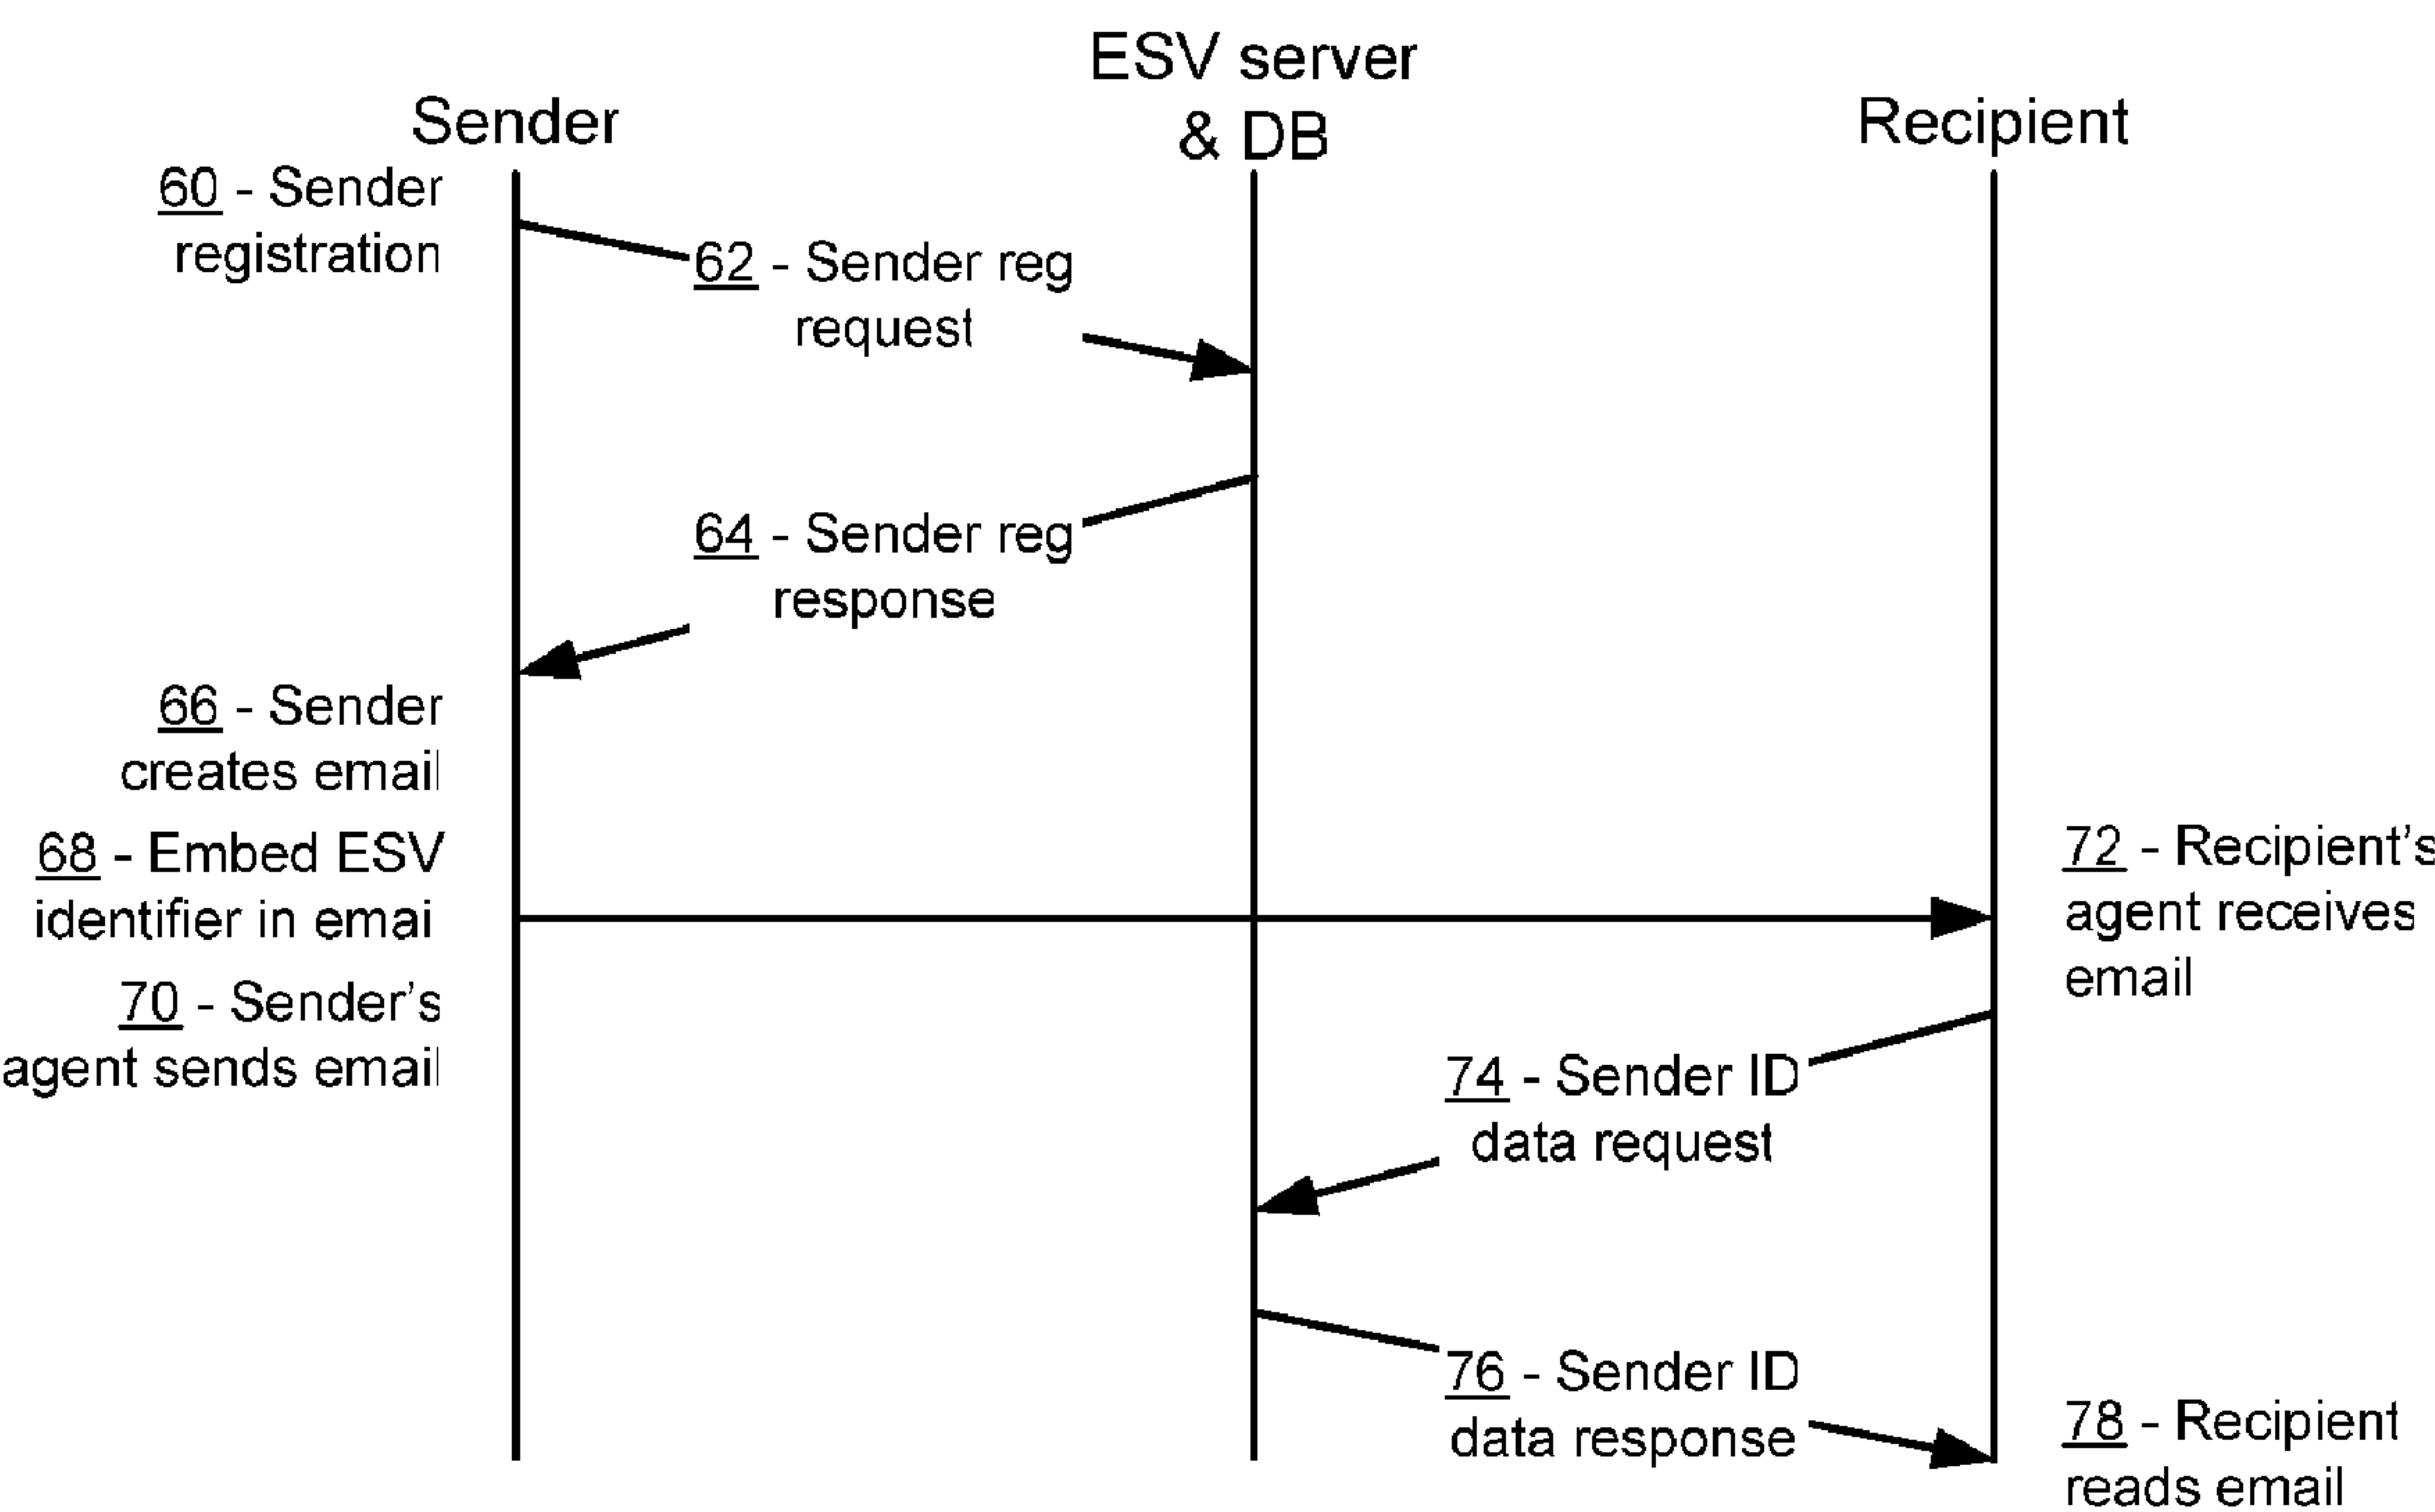 ESV server
& DB
Sender
Recipient
60 - Sender
registration
62 - Sender reg
request
64 - Sender reg
response
66 - Sender
creates email
68 - Embed ESV
identifier in emai
70 - Sender's
agent sends email
72 - Recipient's
agent receives
email
74 - Sender ID
data request
76 - Sender ID
data response
78 - Recipient
reads email